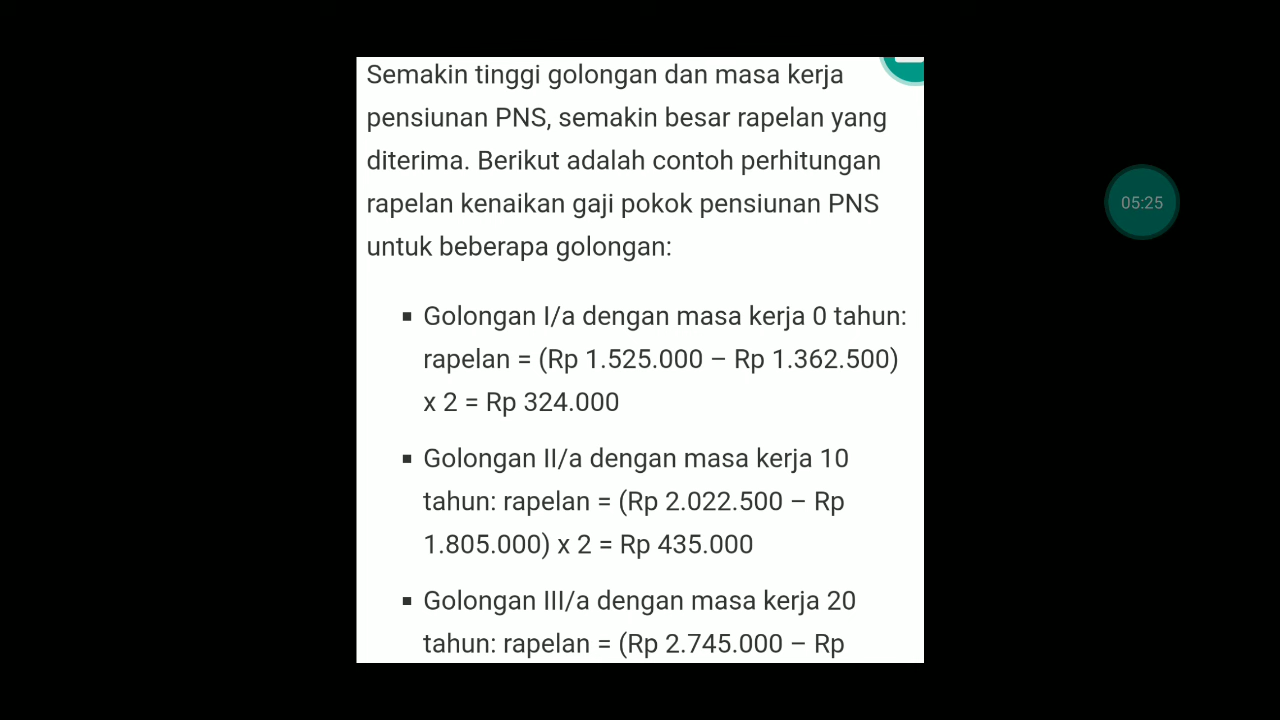 Semakin tinggi golongan dan masa kerja
pensiunan PNS, semakin besar rapelan yang
diterima. Berikut adalah contoh perhitungan
rapelan kenaikan gaji pokok pensiunan PNS
untuk beberapa golongan:
▪ Golongan I/a dengan masa kerja 0 tahun:
rapelan = (Rp 1.525.000 – Rp 1.362.500)
x 2 = Rp 324.000
▪ Golongan II/a dengan masa kerja 10
tahun: rapelan = (Rp 2.022.500 – Rp
1.805.000) x 2 = Rp 435.000
▪ Golongan III/a dengan masa kerja 20
tahun: rapelan = (Rp 2.745.000 – Rp
05:25